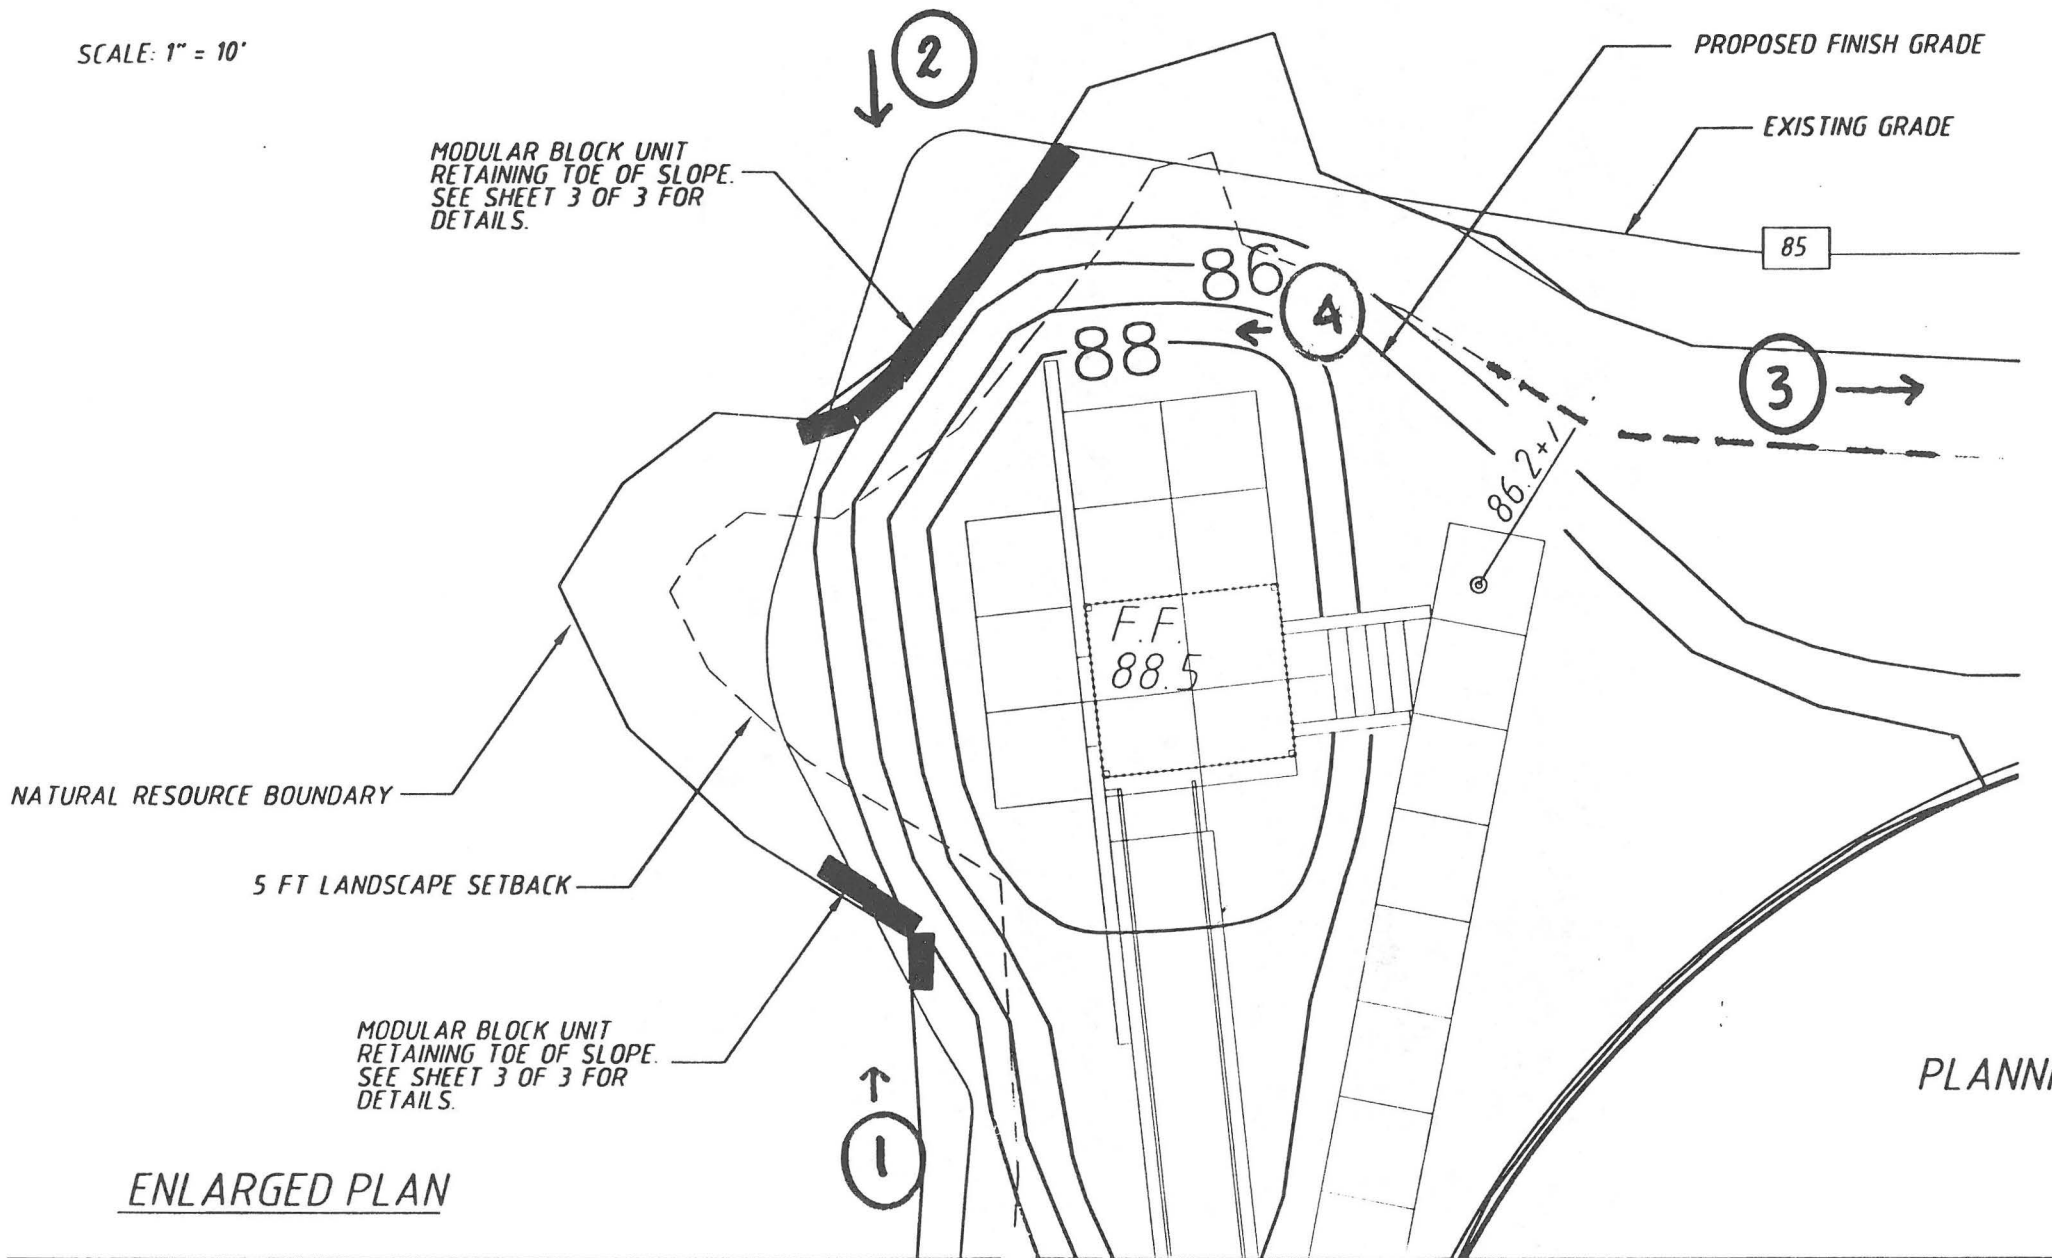 SCALE: 1" = 10'
2
PROPOSED FINISH GRADE
EXISTING GRADE
MODULAR BLOCK UNIT
RETAINING TOE OF SLOPE.
SEE SHEET 3 OF 3 FOR
DETAILS.
85
86
4
88
3
86.2+/
F.F.
88.5
NATURAL RESOURCE BOUNDARY
5 FT LANDSCAPE SETBACK
MODULAR BLOCK UNIT
RETAINING TOE OF SLOPE.
SEE SHEET 3 OF 3 FOR
DETAILS.
1
PLANN
ENLARGED PLAN